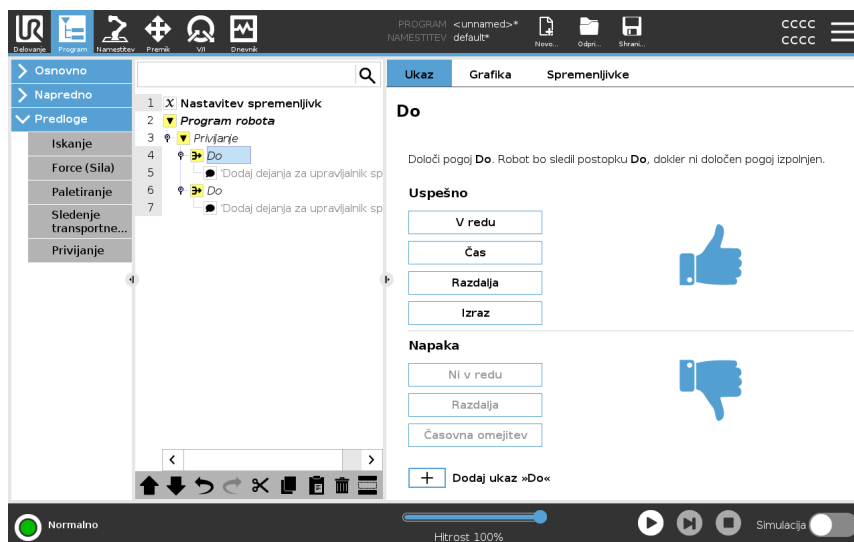 UR
PROGRAM <unnamed>*
NAMESTITEV default*
Delovanje
Program
Namestitev
Premik
V/I
Dnevnik
Novo...
Odpri...
Shrani...
CCCC
CCCC
Osnovno
Napredno
Predloge
Iskanje
Force (Sila)
Paletiranje
Sledenje
transportne...
Privijanje
1 X Nastavitev spremenljivk
2 Program robota
3 Privijanje
4 Do
5 'Dodaj dejanja za upravljalnik sp
6 Do
7 'Dodaj dejanja za upravljalnik sp
Ukaz Grafika Spremenljivke
Do
Določi pogoj Do. Robot bo sledil postopku Do, dokler ni določen pogoj izpolnjen.
Uspešno
V redu
Čas
Razdalja
Izraz
Napaka
Ni v redu
Razdalja
Časovna omejitev
Dodaj ukaz »Do«
Normalno
Hitrost 100%
Simulacija